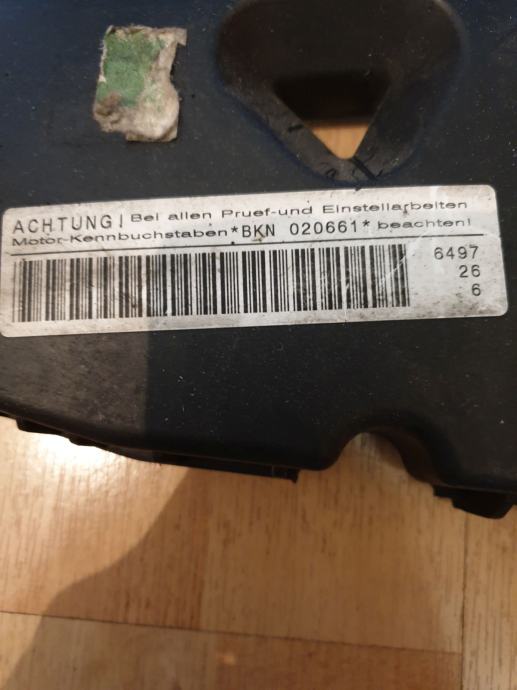 ACHTUNG! Bei allen Pruef-und Einstellarbeiten
Motor-Kennbuchstaben*BKN 020661* beachten!
6497
26
6